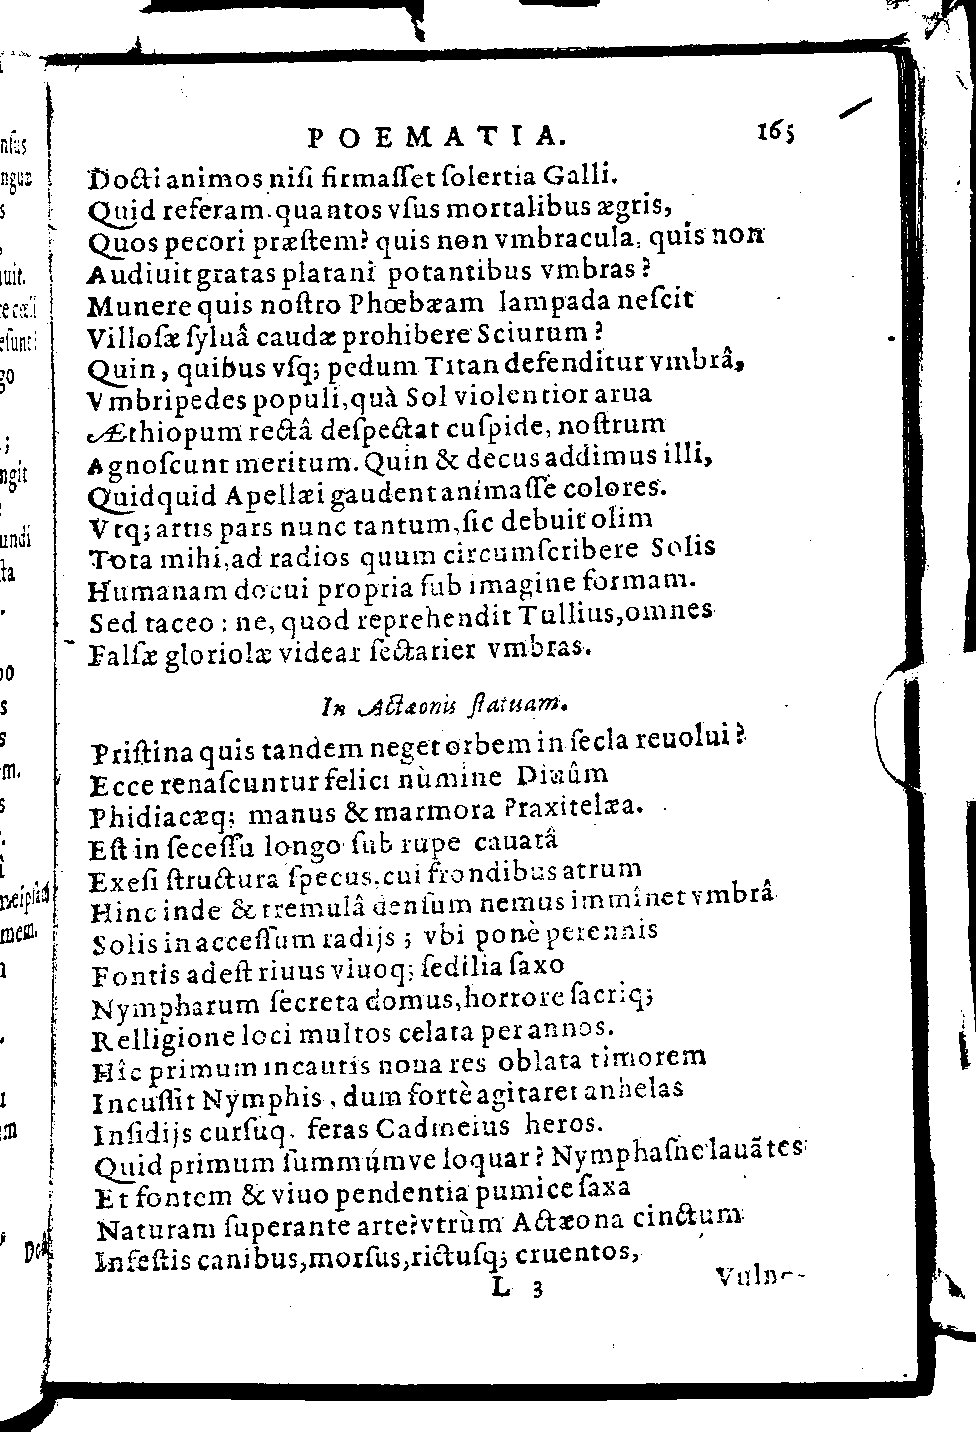 POEMATIA. 165
Docti animos niſi firmaſſet ſolertia Galli.
Quid referam quantos vſus mortalibus ægris,
Quos pecori præſtem? quis non vmbracula, quis non
Audiuit gratas platani potantibus vmbras?
Munere quis noſtro Phœbæam lampada neſcit
Villoſæ ſyluâ caudæ prohibere Sciurum?
Quin, quibus vſq; pedum Titan defenditur vmbrâ,
Vmbripedes populi, quà Sol violentior arua
Æthiopum rectâ deſpectat cuſpide, noſtrum
Agnoſcunt meritum. Quin & decus addimus illi,
Quidquid Apellæi gaudent animaſſe colores.
Vtq; artis pars nunc tantum, ſic debuit olim
Tota mihi, ad radios quum circumſcribere Solis
Humanam docui propria ſub imagine formam.
Sed taceo: ne, quod reprehendit Tullius, omnes
Falſæ gloriolæ videar ſectarier vmbras.
In Actæonis ſtatuam.
Priſtina quis tandem neget orbem in ſecla reuolui?
Ecce renaſcuntur felici nùmine Diuûm
Phidiacæq; manus & marmora Praxitelæa.
Eſt in ſeceſſu longo ſub rupe cauatâ
Exeſi ſtructura ſpecus, cui frondibus atrum
Hinc inde & tremulâ denſum nemus imminet vmbrâ
Solis inacceſſum radijs; vbi ponè perennis
Fontis adeſt riuus viuoq; ſedilia ſaxo
Nympharum ſecreta domus, horrore ſacriq;
Relligione loci multos celata per annos.
Hîc primum incautis noua res oblata timorem
Incuſſit Nymphis, dum fortè agitaret anhelas
Inſidijs curſuq. feras Cadmeius heros.
Quid primum ſummúmve loquar? Nymphaſne lauãtes
Et fontem & viuo pendentia pumice ſaxa
Naturam ſuperante arte? vtrùm Actæona cinctum
Infeſtis canibus, morſus, rictuſq; cruentos,
L 3 Vulne-